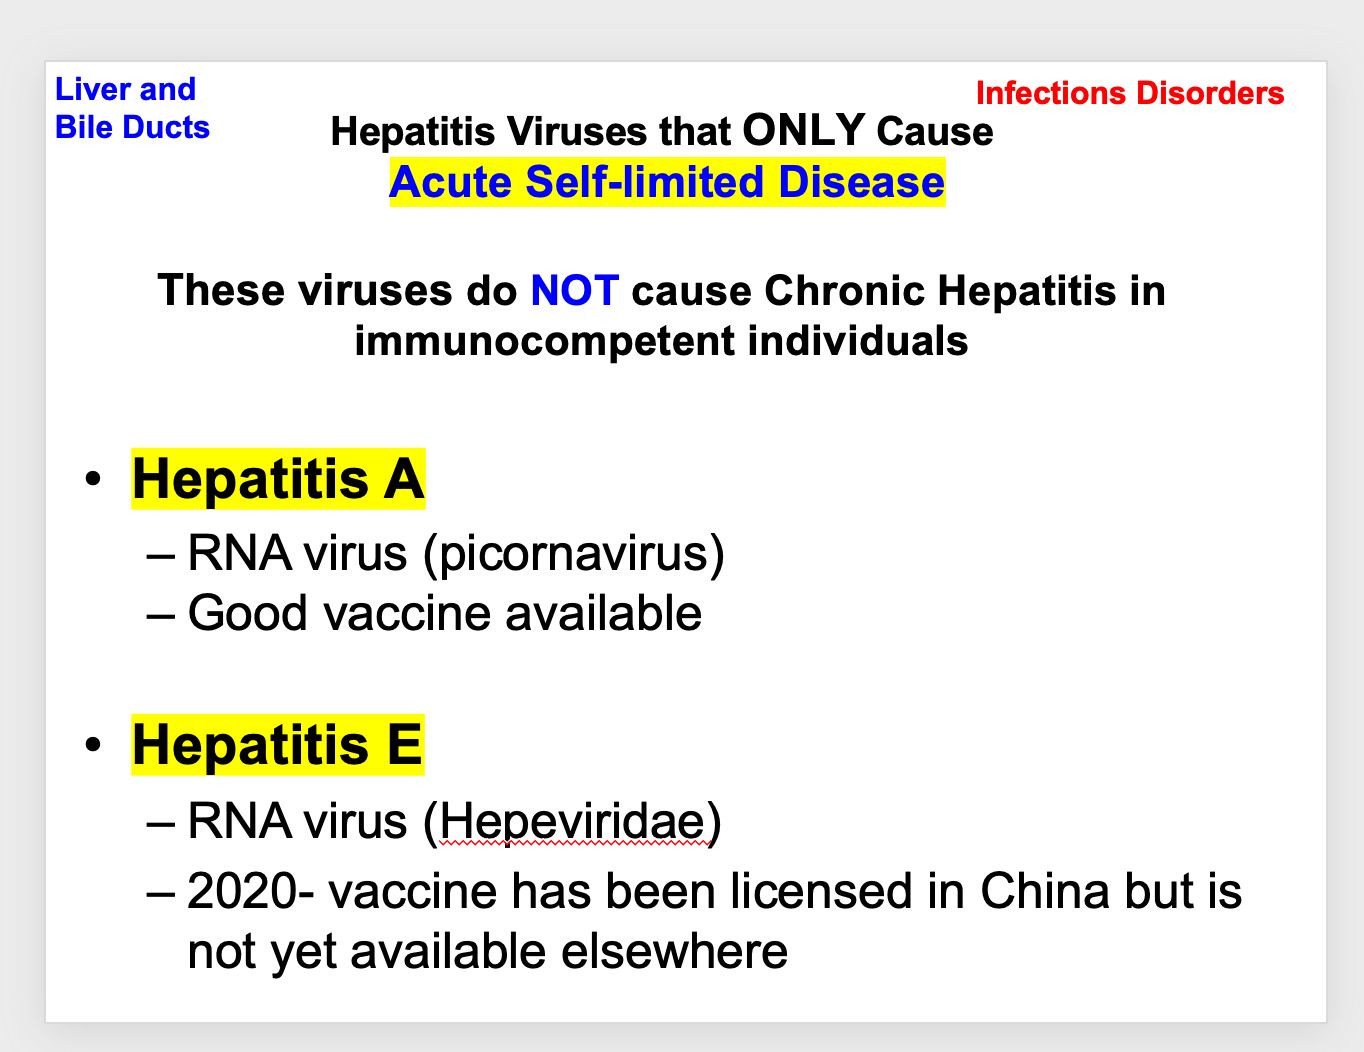 Liver and
Bile Ducts
Infections Disorders
Hepatitis Viruses that ONLY Cause
Acute Self-limited Disease
These viruses do NOT cause Chronic Hepatitis in
immunocompetent individuals
• Hepatitis A
– RNA virus (picornavirus)
– Good vaccine available
• Hepatitis E
– RNA virus (Hepeviridae)
– 2020- vaccine has been licensed in China but is
not yet available elsewhere